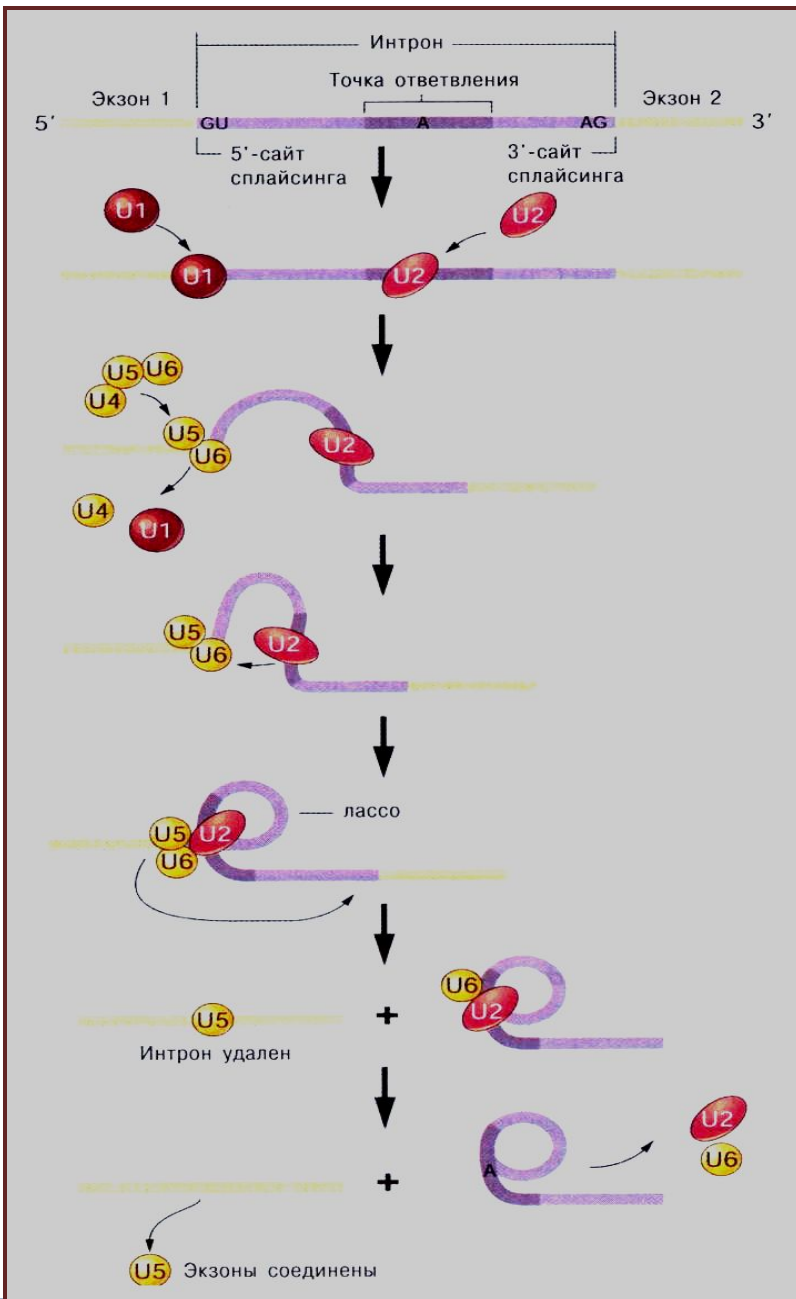 Интрон
Точка ответвления
Экзон 1
Экзон 2
5′
GU
A
AG
3′
5′-сайт
сплайсинга
3′-сайт
сплайсинга
U1
U2
U1
U2
U5
U6
U4
U5
U6
U2
U4
U1
U5
U6
U2
лассо
U5
U2
U6
U5
+
U6
U2
Интрон удален
U2
U6
+
A
U5
Экзоны соединены